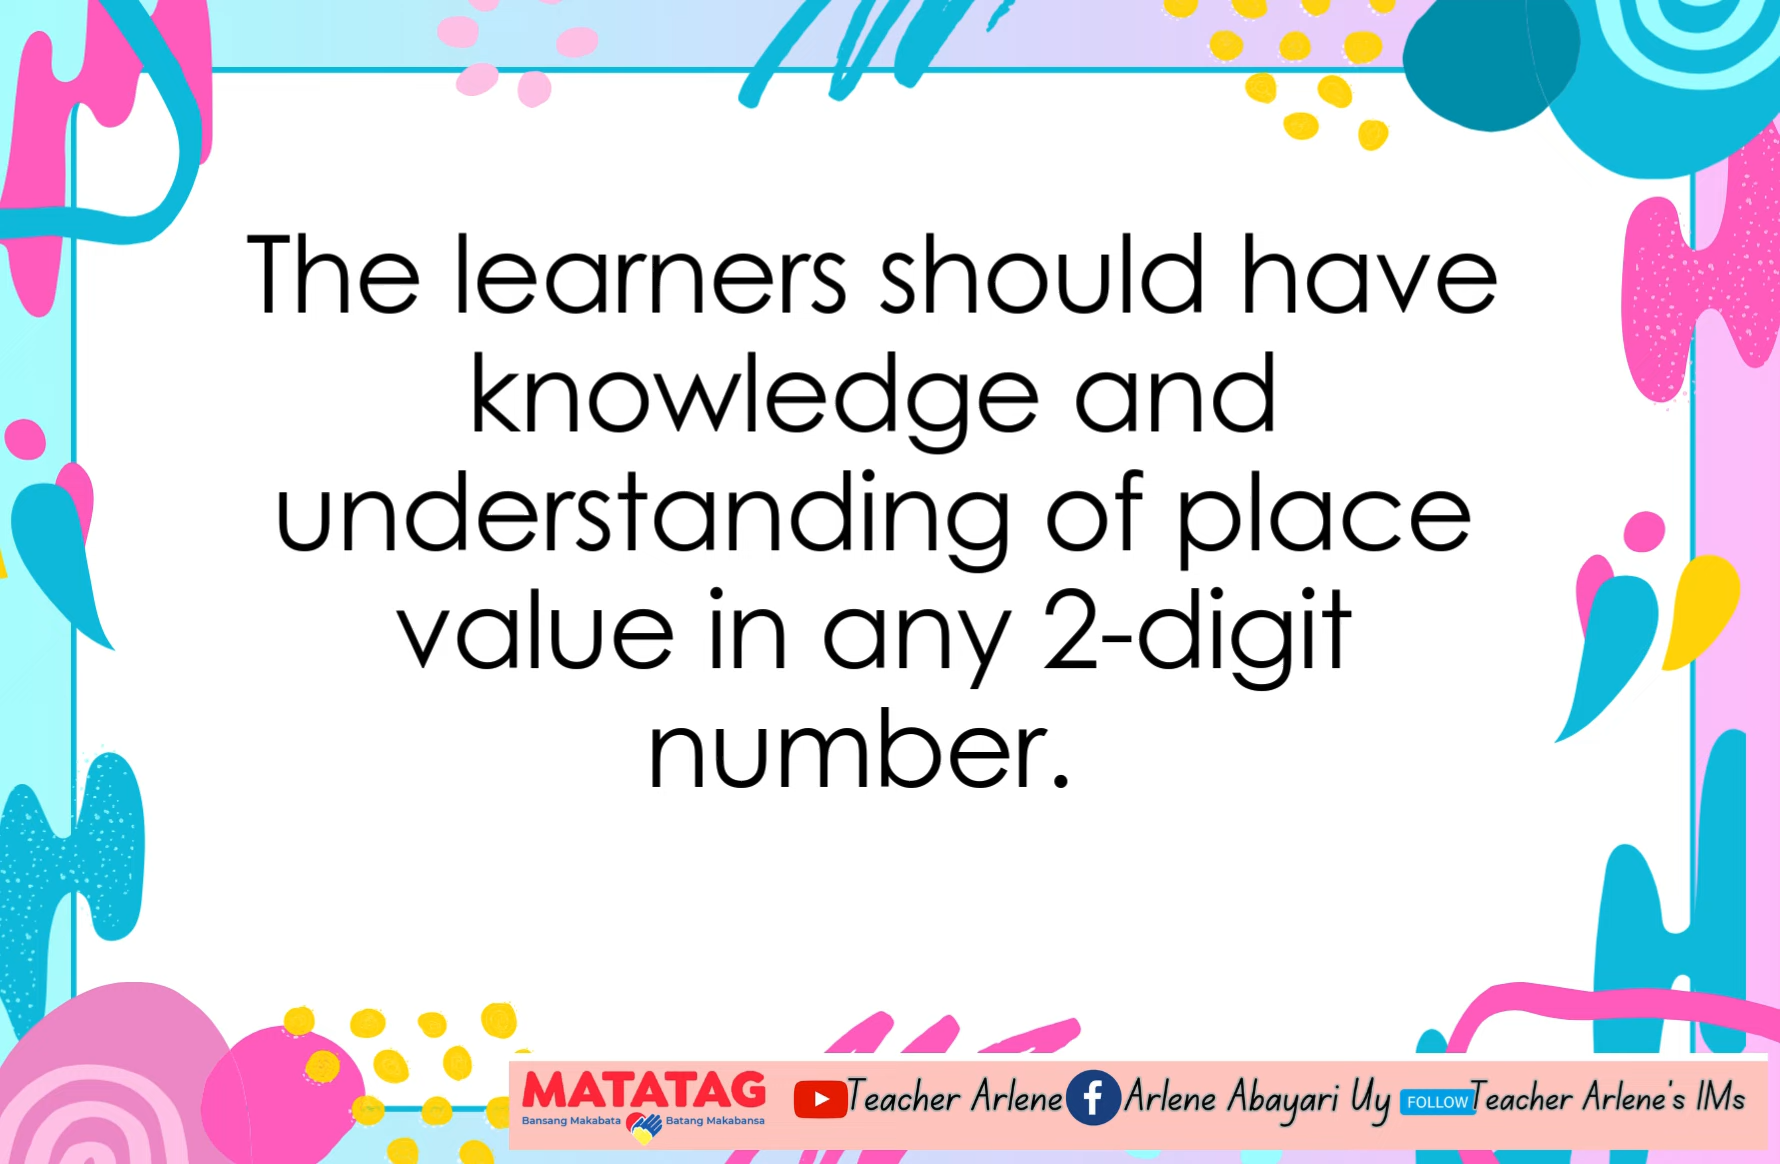 The learners should have
knowledge and
understanding of place
value in any 2-digit
number.
MATATAG
Bansang Makabata Batang Makabansa
Teacher Arlene
Arlene Abayari Uy
FOLLOW
Teacher Arlene's IMs